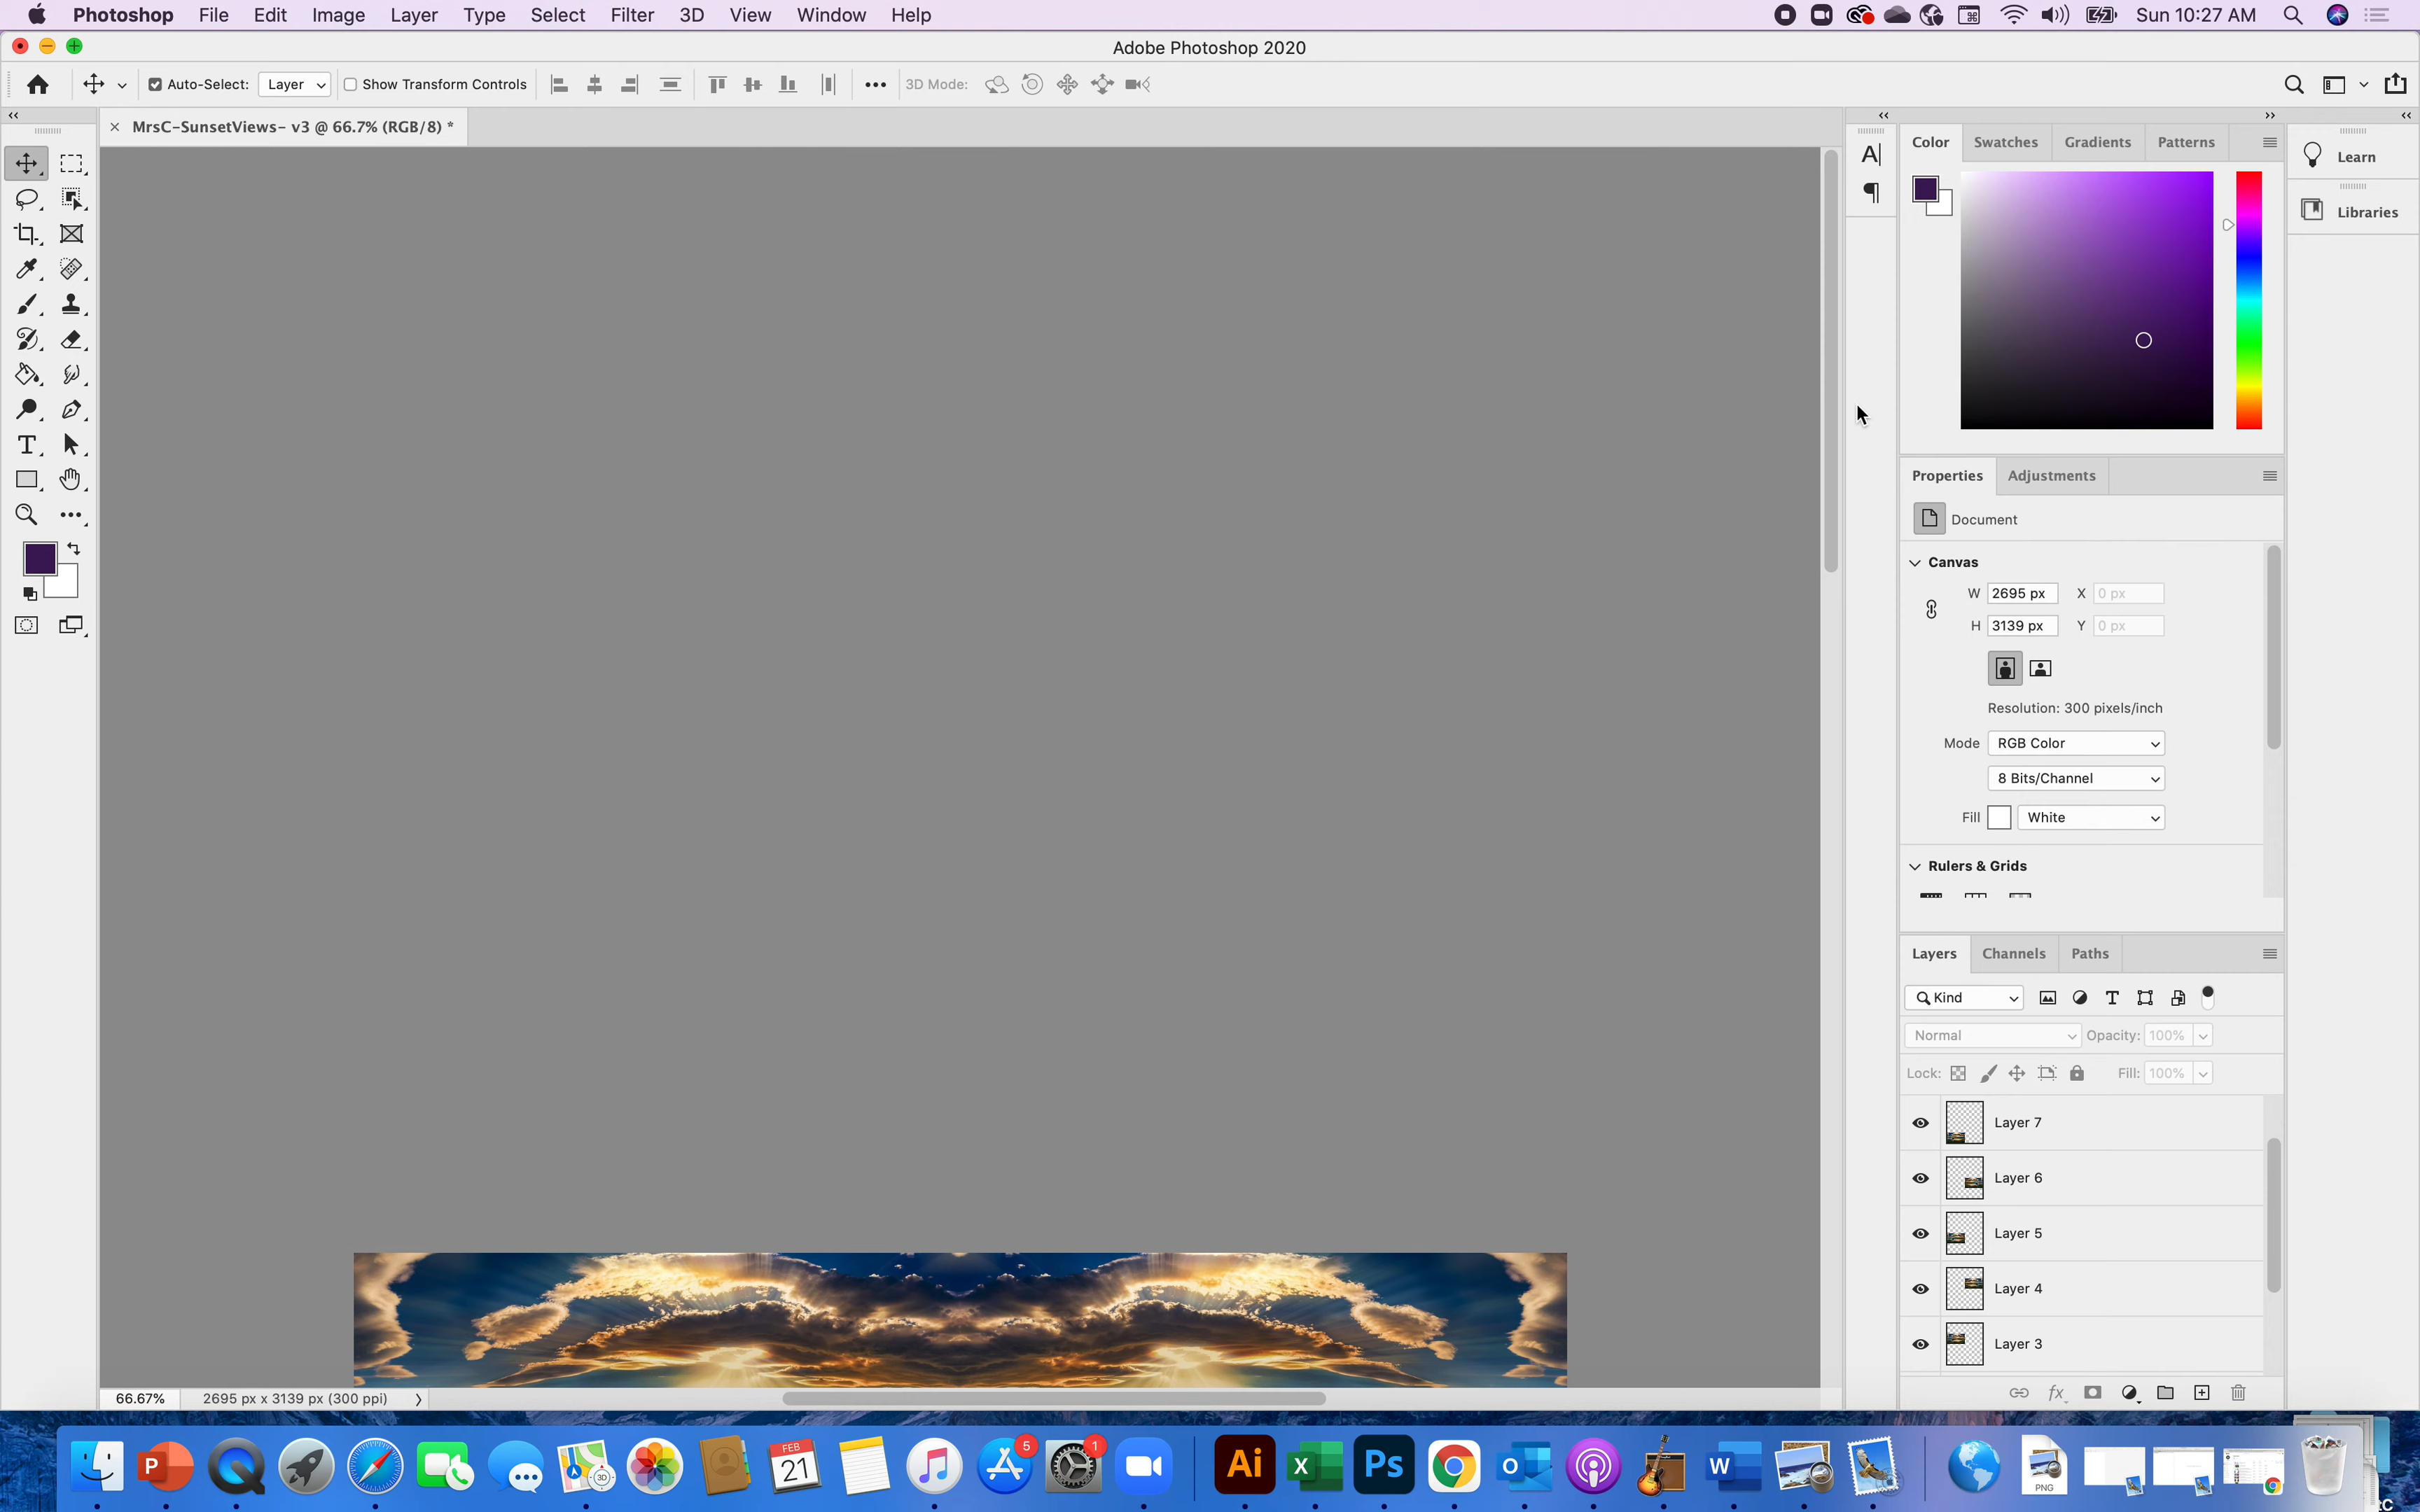 Photoshop File Edit Image Layer Type Select Filter 3D View Window Help Sun 10:27 AM
Adobe Photoshop 2020
Auto-Select: Layer Show Transform Controls 3D Mode:
MrsC-SunsetViews- v3 @ 66.7% (RGB/8) *
Color Swatches Gradients Patterns
Learn
Libraries
Properties Adjustments
Document
Canvas
W 2695 px X 0 px
H 3139 px Y 0 px
Resolution: 300 pixels/inch
Mode RGB Color
8 Bits/Channel
Fill White
Rulers & Grids
Layers Channels Paths
Kind
Normal Opacity: 100%
Lock: Fill: 100%
Layer 7
Layer 6
Layer 5
Layer 4
Layer 3
66.67% 2695 px x 3139 px (300 ppi)
P 3D FEB 21 5 1 Ai X Ps O W PNG